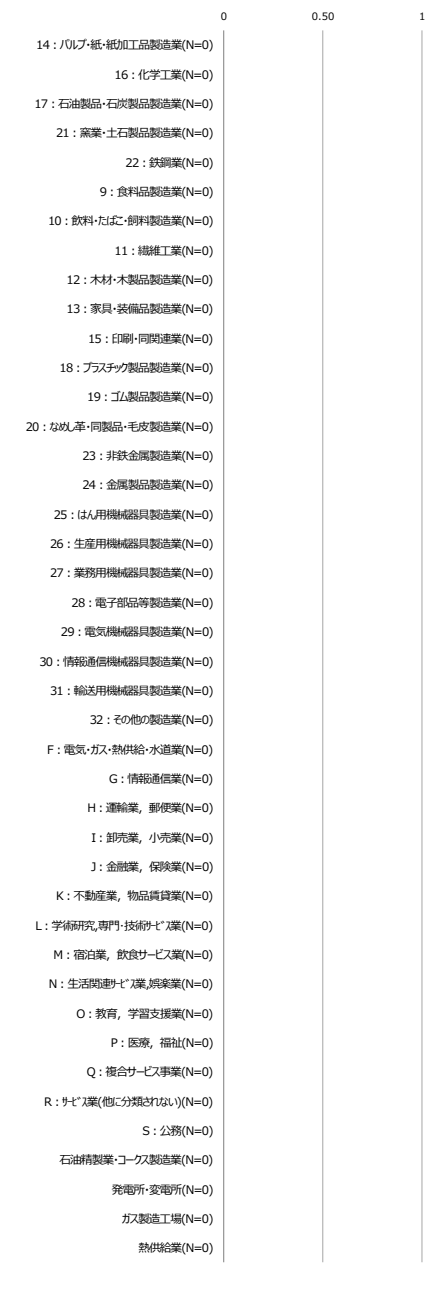 0 0.50 1
14：パルプ・紙・紙加工品製造業(N=0)
16：化学工業(N=0)
17：石油製品・石炭製品製造業(N=0)
21：窯業・土石製品製造業(N=0)
22：鉄鋼業(N=0)
9：食料品製造業(N=0)
10：飲料・たばこ・飼料製造業(N=0)
11：繊維工業(N=0)
12：木材・木製品製造業(N=0)
13：家具・装備品製造業(N=0)
15：印刷・同関連業(N=0)
18：プラスチック製品製造業(N=0)
19：ゴム製品製造業(N=0)
20：なめし革・同製品・毛皮製造業(N=0)
23：非鉄金属製造業(N=0)
24：金属製品製造業(N=0)
25：はん用機械器具製造業(N=0)
26：生産用機械器具製造業(N=0)
27：業務用機械器具製造業(N=0)
28：電子部品等製造業(N=0)
29：電気機械器具製造業(N=0)
30：情報通信機械器具製造業(N=0)
31：輸送用機械器具製造業(N=0)
32：その他の製造業(N=0)
F：電気・ガス・熱供給・水道業(N=0)
G：情報通信業(N=0)
H：運輸業，郵便業(N=0)
I：卸売業，小売業(N=0)
J：金融業，保険業(N=0)
K：不動産業，物品賃貸業(N=0)
L：学術研究,専門・技術ｻｰﾋﾞｽ業(N=0)
M：宿泊業，飲食サービス業(N=0)
N：生活関連ｻｰﾋﾞｽ業,娯楽業(N=0)
O：教育，学習支援業(N=0)
P：医療，福祉(N=0)
Q：複合サービス事業(N=0)
R：ｻｰﾋﾞｽ業(他に分類されない)(N=0)
S：公務(N=0)
石油精製業・コークス製造業(N=0)
発電所・変電所(N=0)
ガス製造工場(N=0)
熱供給業(N=0)